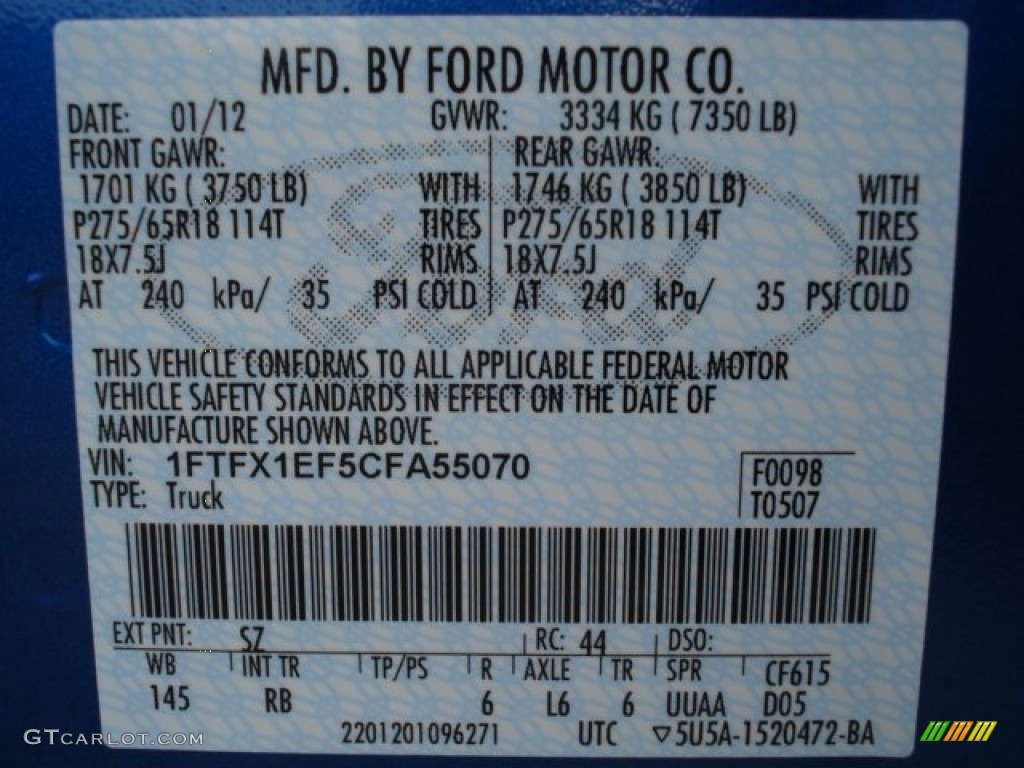 MFD. BY FORD MOTOR CO.
DATE: 01/12 GVWR: 3334 KG ( 7350 LB)
FRONT GAWR: REAR GAWR:
1701 KG ( 3750 LB) WITH 1746 KG ( 3850 LB) WITH
P275/65R18 114T TIRES P275/65R18 114T TIRES
18X7.5J RIMS 18X7.5J RIMS
AT 240 kPa/ 35 PSI COLD AT 240 kPa/ 35 PSI COLD
Ford
THIS VEHICLE CONFORMS TO ALL APPLICABLE FEDERAL MOTOR
VEHICLE SAFETY STANDARDS IN EFFECT ON THE DATE OF
MANUFACTURE SHOWN ABOVE.
VIN: 1FTFX1EF5CFA55070 F0098
TYPE: Truck T0507
EXT PNT: SZ RC: 44 DSO:
WB INT TR TP/PS R AXLE TR SPR CF615
145 RB 6 L6 6 UUAA D05
2201201096271 UTC ▽5U5A-1520472-BA
GTCARLOT.COM